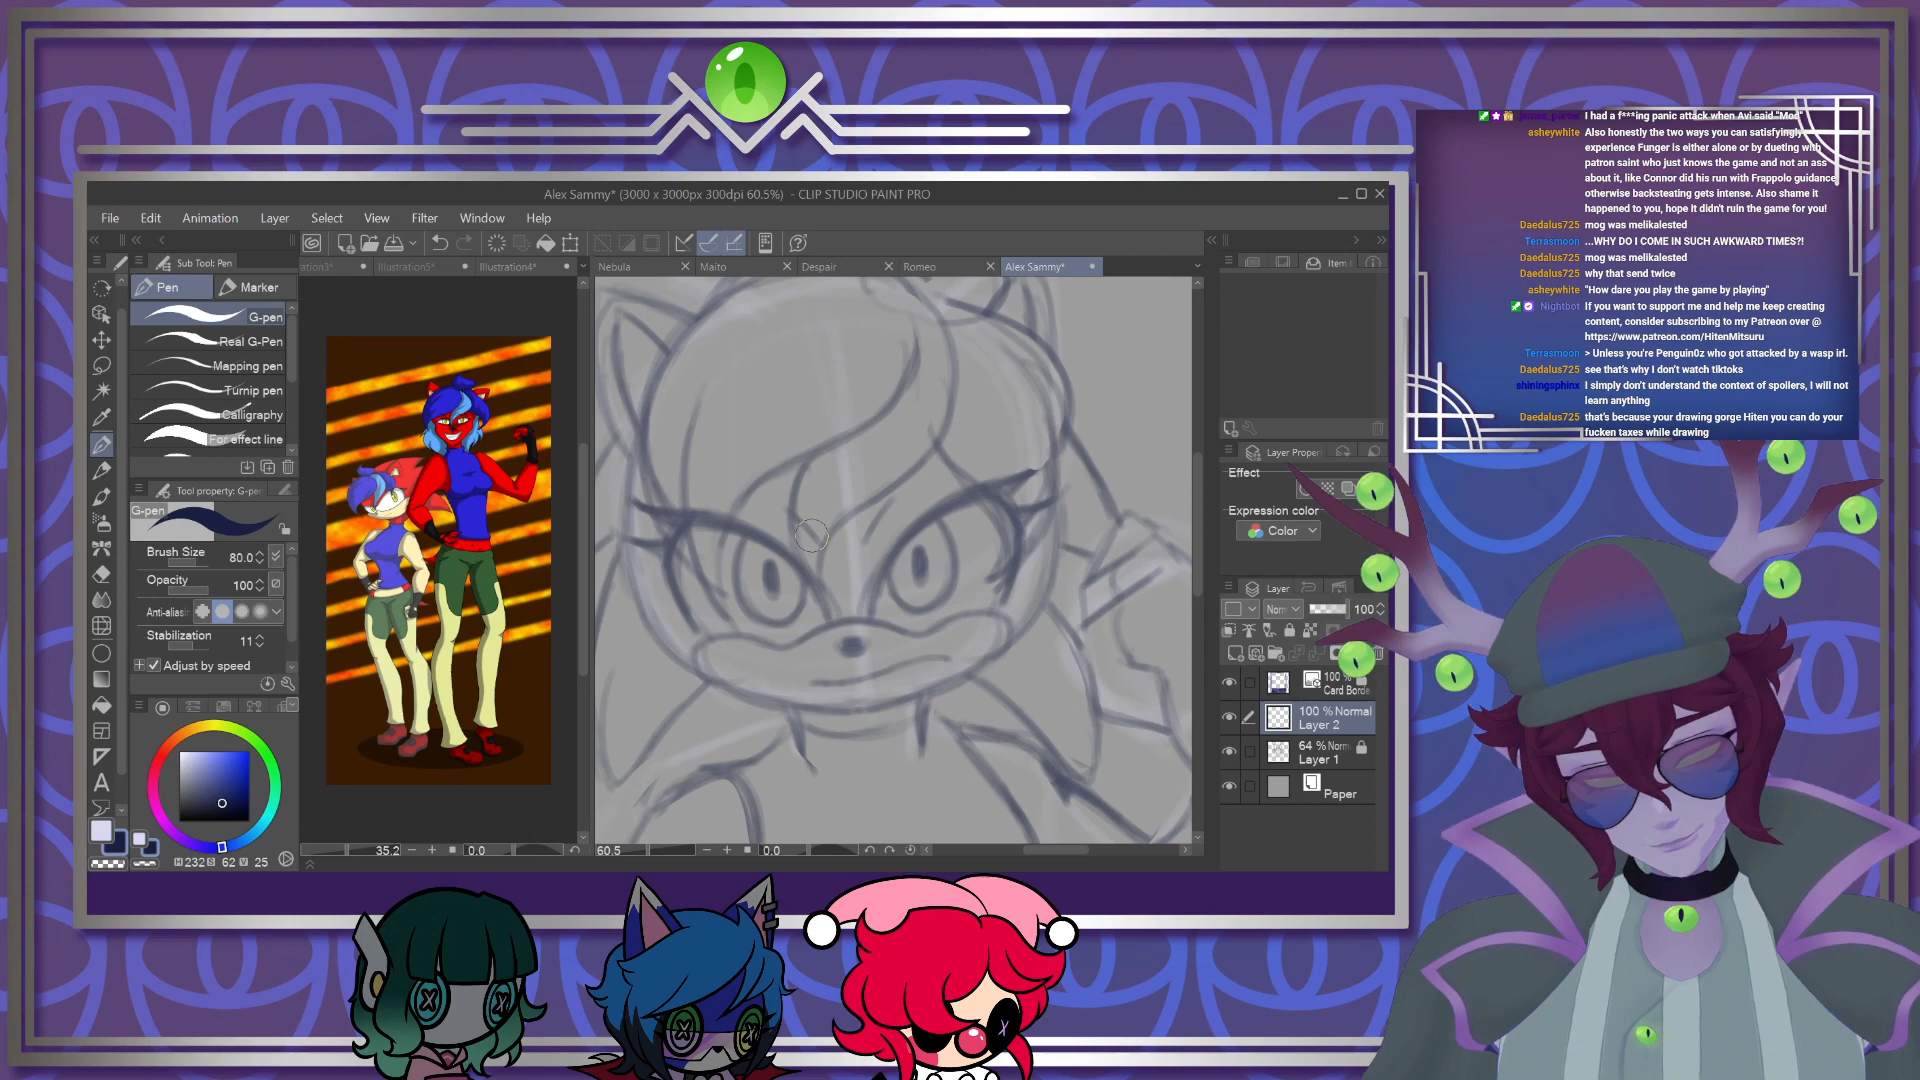 Alex Sammy* (3000 x 3000px 300dpi 60.5%) - CLIP STUDIO PAINT PRO
File Edit Animation Layer Select View Filter Window Help
Sub Tool: Pen
Pen Marker
G-pen
Real G-Pen
Mapping pen
Turnip pen
Calligraphy
For effect line
Tool property: G-pen
G-pen
Brush Size 80.0
Opacity 100
Anti-aliasin
Stabilization 11
Adjust by speed
H 232 S 62 V 25
Illustration5* Illustration4*
Nebula Maito Despair Romeo Alex Sammy*
35.2 0.0
60.5 0.0
Item
Layer Proper
Effect
Expression color
Color
Layer
Norm 100
100 %
Card Borde
100 % Normal
Layer 2
64 % Norm
Layer 1
Paper
I had a f***ing panic attack when Avi said "Moc"
asheywhite Also honestly the two ways you can satisfyingly
experience Funger is either alone or by dueting with
patron saint who just knows the game and not an ass
about it, like Connor did his run with Frappolo guidance,
otherwise backseating gets intense. Also shame it
happened to you, hope it didn't ruin the game for you!
Daedalus725 mog was melikalested
Terrasmoon ...WHY DO I COME IN SUCH AWKWARD TIMES?!
Daedalus725 mog was melikalested
Daedalus725 why that send twice
asheywhite "How dare you play the game by playing"
Nightbot If you want to support me and help me keep creating
content, consider subscribing to my Patreon over @
https://www.patreon.com/HitenMitsuru
Terrasmoon > Unless you're Penguin0z who got attacked by a wasp irl.
Daedalus725 see that's why I don't watch tiktoks
shiningsphinx I simply don't understand the context of spoilers, I will not
learn anything
Daedalus725 that's because your drawing gorge Hiten you can do your
fucken taxes while drawing